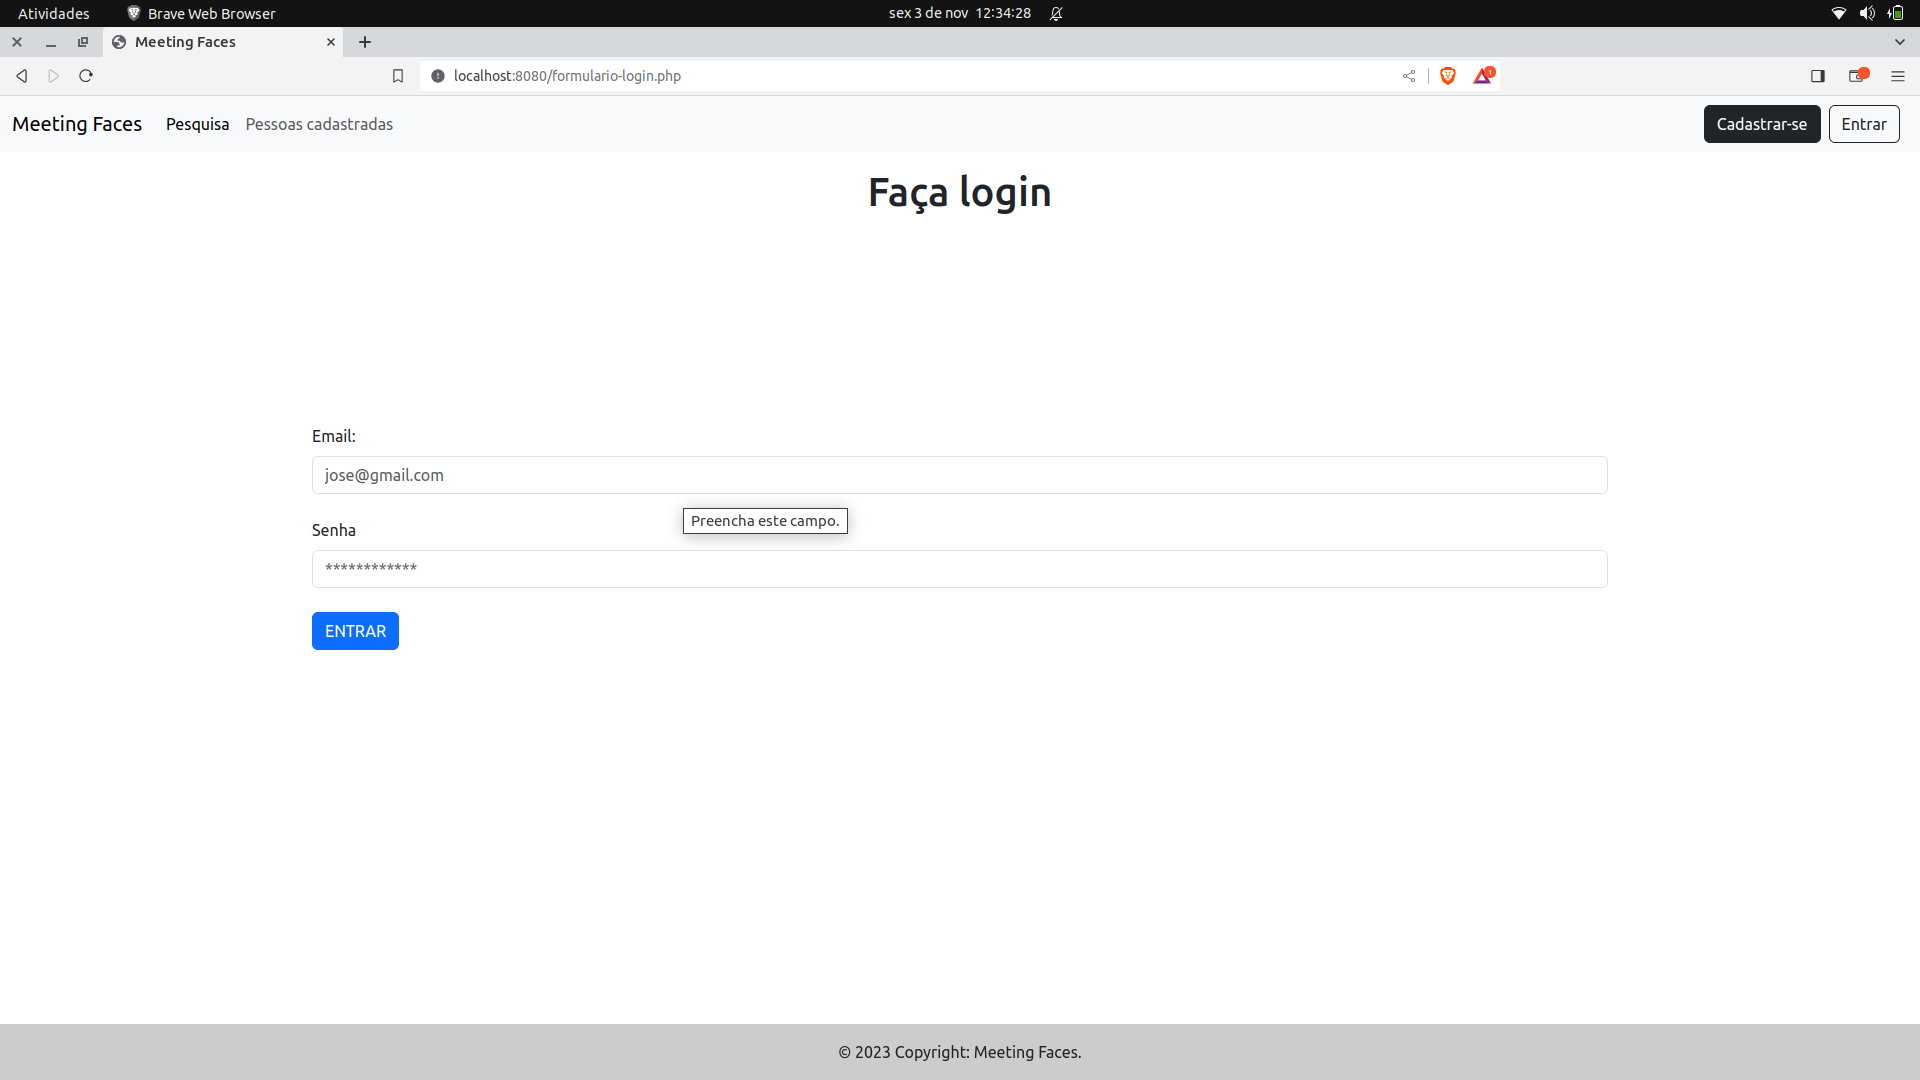 Atividades Brave Web Browser sex 3 de nov 12:34:28
Meeting Faces
localhost:8080/formulario-login.php 1
Meeting Faces Pesquisa Pessoas cadastradas Cadastrar-se Entrar
Faça login
Email:
jose@gmail.com
Preencha este campo.
Senha
************
ENTRAR
© 2023 Copyright: Meeting Faces.